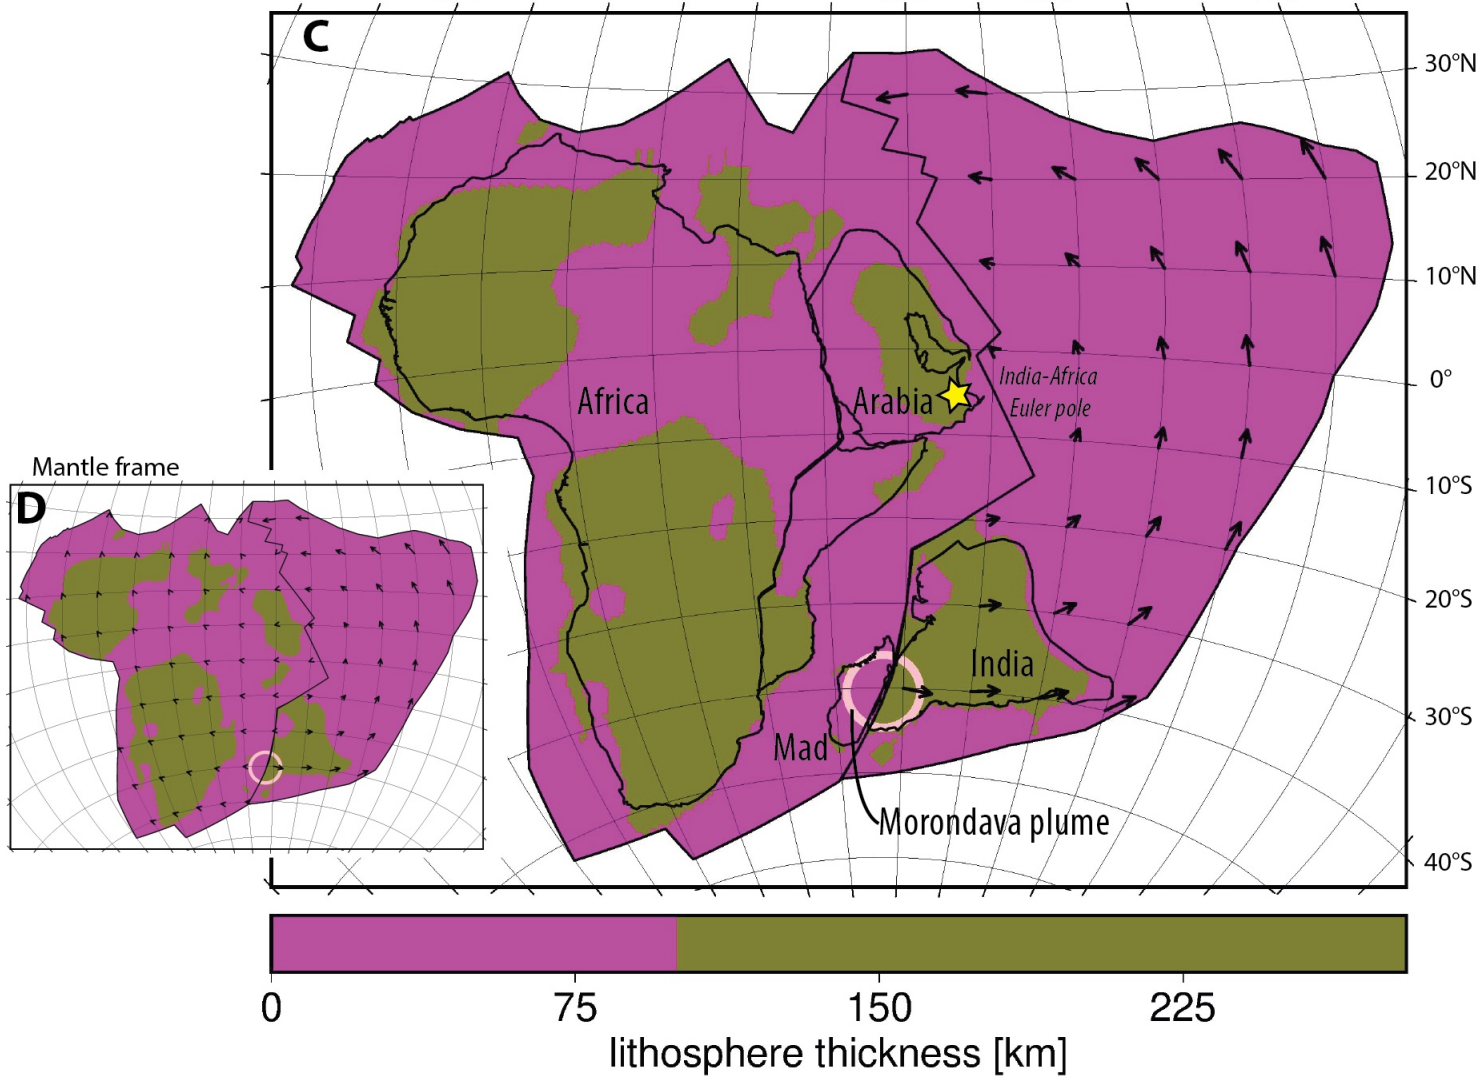 C
30°N
20°N
10°N
0°
10°S
20°S
30°S
40°S
Africa
Arabia
India-Africa
Euler pole
India
Mad
Morondava plume
Mantle frame
D
0
75
150
225
lithosphere thickness [km]